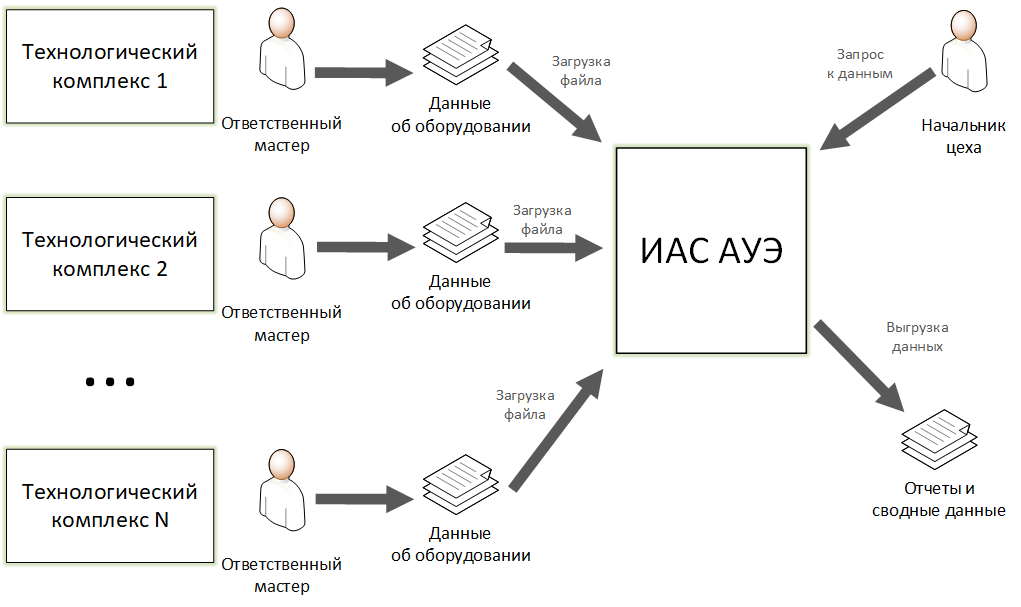 Технологический
комплекс 1
Ответственный
мастер
Данные
об оборудовании
Загрузка
файла
Запрос
к данным
Начальник
цеха
Технологический
комплекс 2
Ответственный
мастер
Данные
об оборудовании
Загрузка
файла
ИАС АУЭ
Выгрузка
данных
...
Загрузка
файла
Технологический
комплекс N
Ответственный
мастер
Данные
об оборудовании
Отчеты и
сводные данные